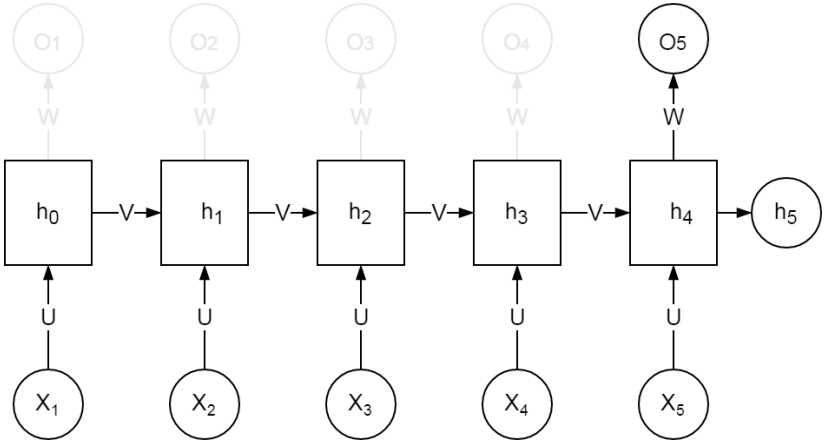 O₁ O₂ O₃ O₄ O₅
W W W W W
h₀ V h₁ V h₂ V h₃ V h₄ h₅
U U U U U
X₁ X₂ X₃ X₄ X₅